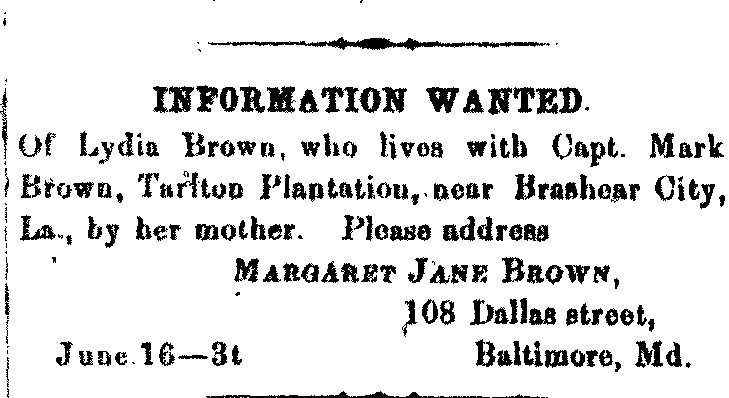 INFORMATION WANTED.
Of Lydia Brown, who lives with Capt. Mark
Brown, Tarlton Plantation, near Brashear City,
La., by her mother. Please address
MARGARET JANE BROWN,
108 Dallas street,
June 16—3t Baltimore, Md.